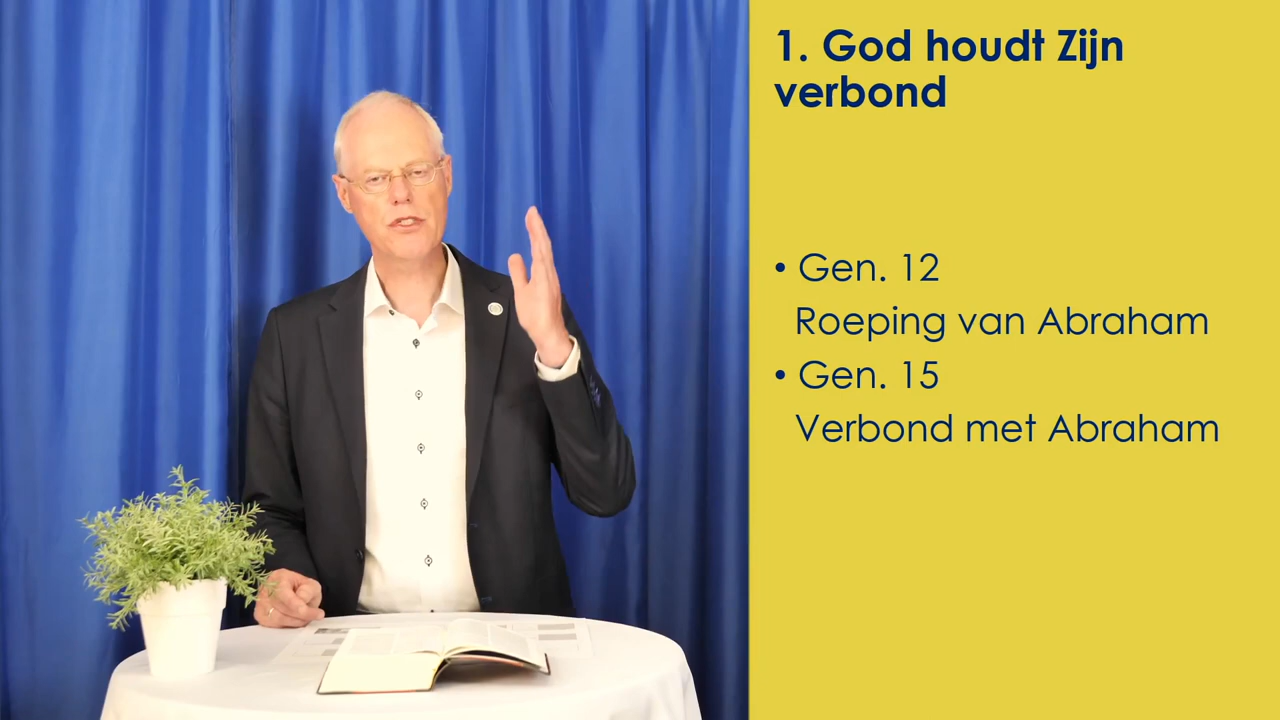 1. God houdt Zijn
verbond
• Gen. 12
Roeping van Abraham
• Gen. 15
Verbond met Abraham